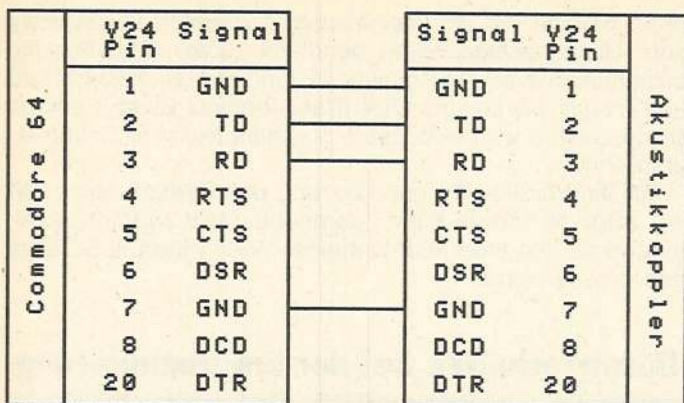 V24 Signal Signal V24
Pin Pin
1 GND GND 1
2 TD TD 2
3 RD RD 3
4 RTS RTS 4
5 CTS CTS 5
6 DSR DSR 6
7 GND GND 7
8 DCD DCD 8
20 DTR DTR 20
Commodore 64
Akustikkoppler